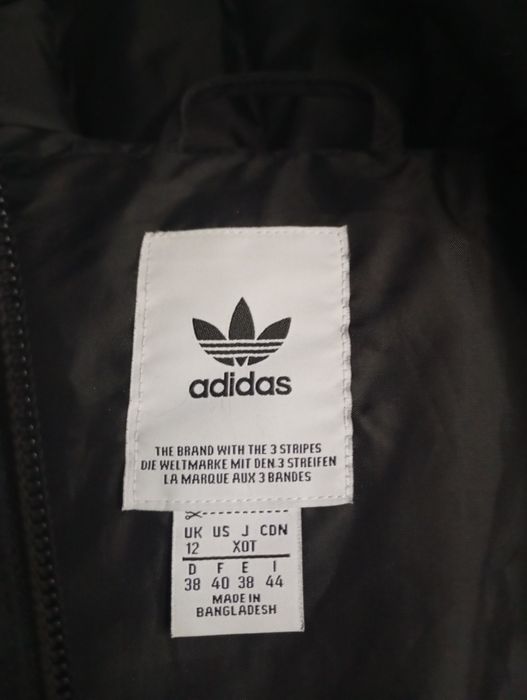 adidas
THE BRAND WITH THE 3 STRIPES
DIE WELTMARKE MIT DEN 3 STREIFEN
LA MARQUE AUX 3 BANDES
UK US J CDN
12 XOT
D F E I
38 40 38 44
MADE IN
BANGLADESH